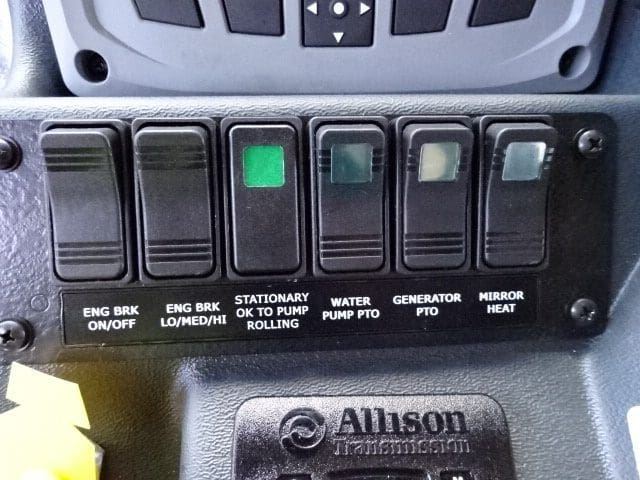 ENG BRK
ON/OFF
ENG BRK
LO/MED/HI
STATIONARY
OK TO PUMP
ROLLING
WATER
PUMP PTO
GENERATOR
PTO
MIRROR
HEAT
Allison
Transmission